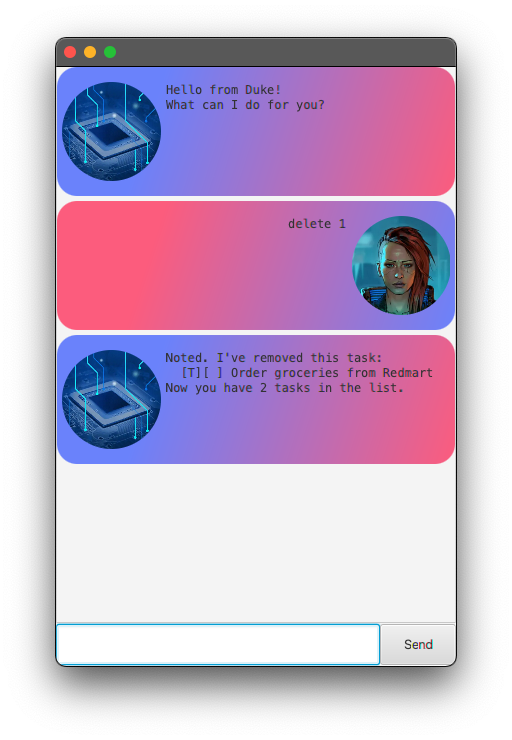 Hello from Duke!
What can I do for you?
delete 1
Noted. I've removed this task:
  [T][ ] Order groceries from Redmart
Now you have 2 tasks in the list.
Send